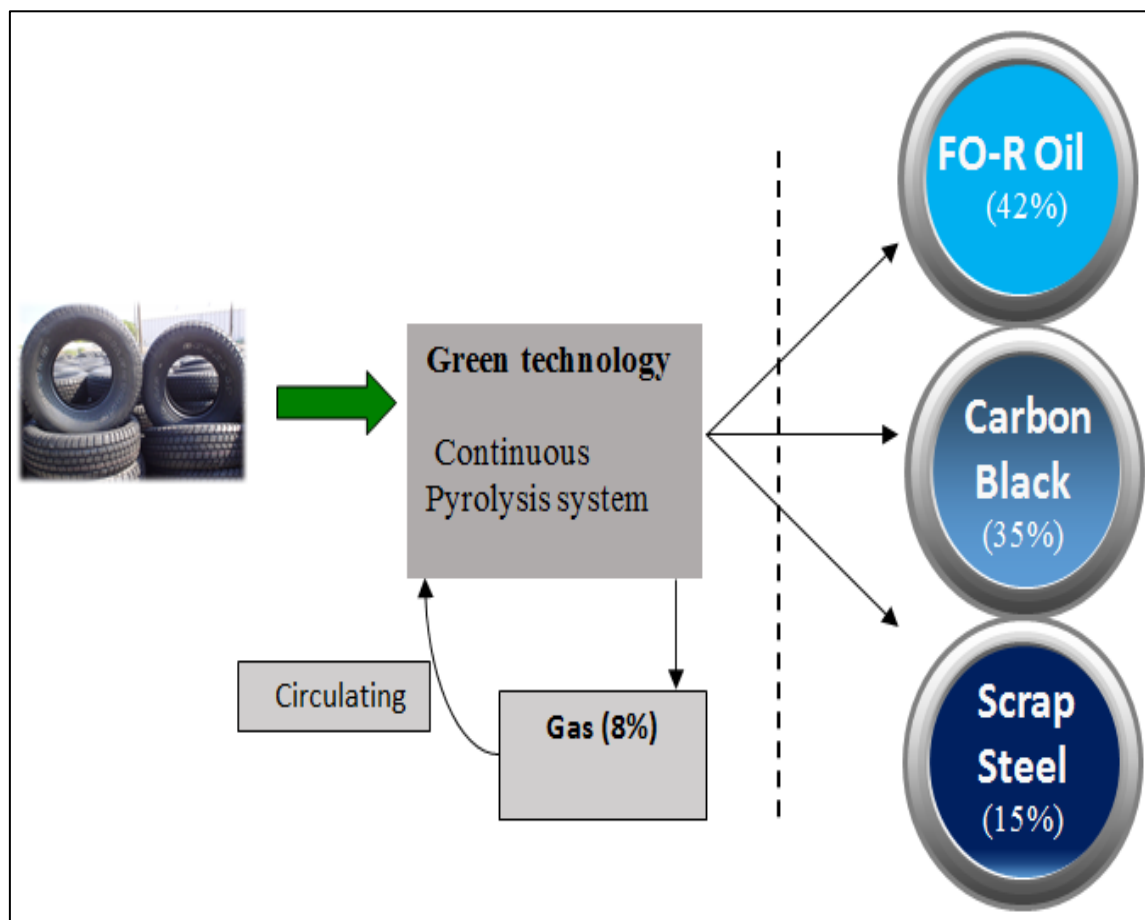 Green technology
Continuous
Pyrolysis system
Circulating
Gas (8%)
FO-R Oil
(42%)
Carbon
Black
(35%)
Scrap
Steel
(15%)